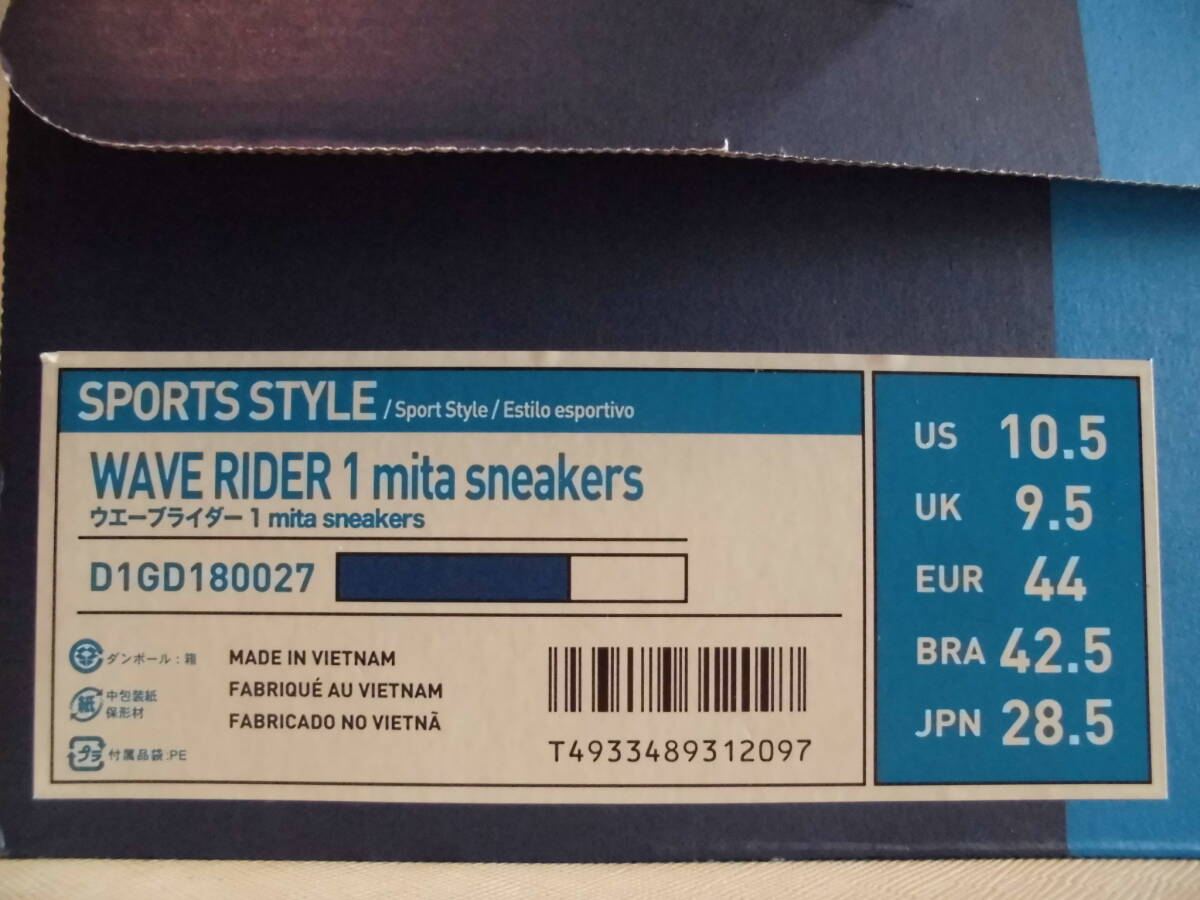 SPORTS STYLE / Sport Style / Estilo esportivo
WAVE RIDER 1 mita sneakers
ウエーブライダー 1 mita sneakers
D1GD180027
ダンボール : 箱
紙 中包装紙
保形材
プラ 付属品袋:PE
MADE IN VIETNAM
FABRIQUÉ AU VIETNAM
FABRICADO NO VIETNÃ
T4933489312097
US 10.5
UK 9.5
EUR 44
BRA 42.5
JPN 28.5